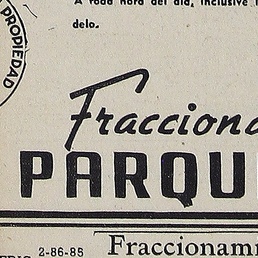 PROPIEDAD
A toda hora del día, inclusive
delo.
Fracciona
PARQU
2-86-85
Fraccionam